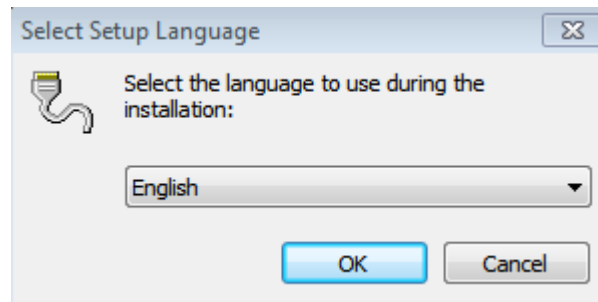 Select Setup Language
Select the language to use during the
installation:
English
OK
Cancel